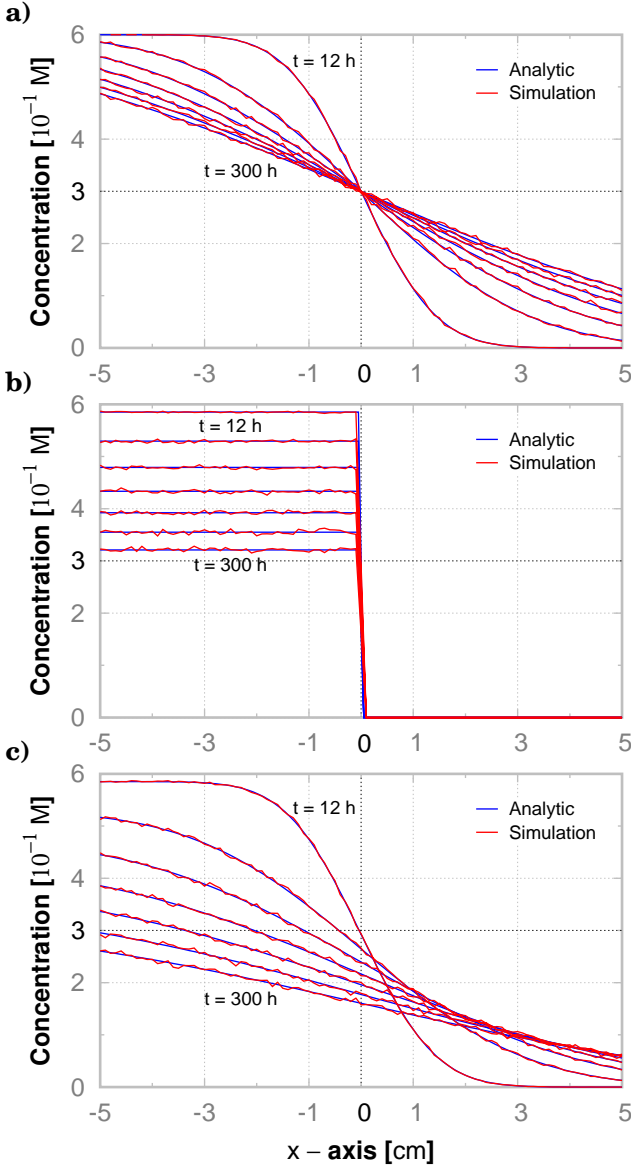 a)
6
t = 12 h
Analytic
Simulation
4
t = 300 h
3
2
0
-5
-3
-1
0
1
3
5
Concentration [10⁻¹ M]
b)
6
t = 12 h
Analytic
Simulation
4
t = 300 h
3
2
0
-5
-3
-1
0
1
3
5
Concentration [10⁻¹ M]
c)
6
t = 12 h
Analytic
Simulation
4
3
2
t = 300 h
0
-5
-3
-1
0
1
3
5
Concentration [10⁻¹ M]
x – axis [cm]